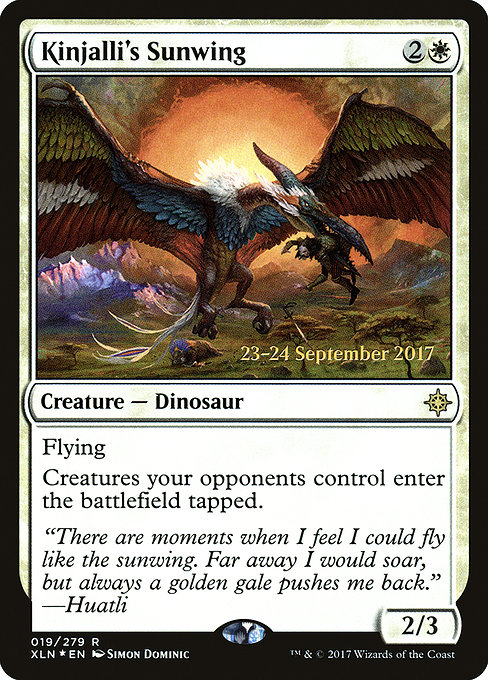 Kinjalli's Sunwing 2
23–24 September 2017
Creature — Dinosaur
Flying
Creatures your opponents control enter
the battlefield tapped.
“There are moments when I feel I could fly
like the sunwing. Far away I would soar,
but always a golden gale pushes me back.”
—Huatli
2/3
019/279 R
XLN ★ EN Simon Dominic
™ & © 2017 Wizards of the Coast